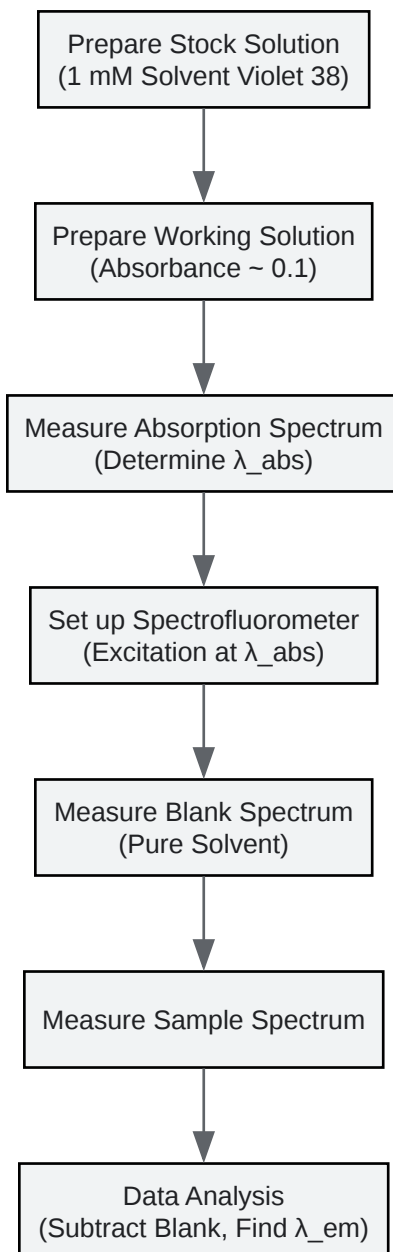 Prepare Stock Solution
(1 mM Solvent Violet 38)
Prepare Working Solution
(Absorbance ~ 0.1)
Measure Absorption Spectrum
(Determine λ_abs)
Set up Spectrofluorometer
(Excitation at λ_abs)
Measure Blank Spectrum
(Pure Solvent)
Measure Sample Spectrum
Data Analysis
(Subtract Blank, Find λ_em)